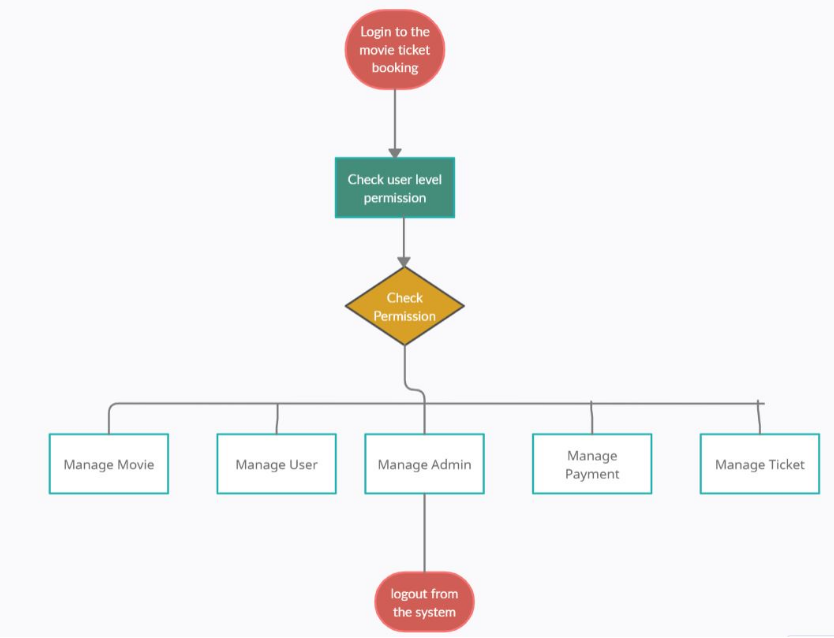 Login to the
movie ticket
booking
Check user level
permission
Check
Permission
Manage Movie
Manage User
Manage Admin
Manage
Payment
Manage Ticket
logout from
the system